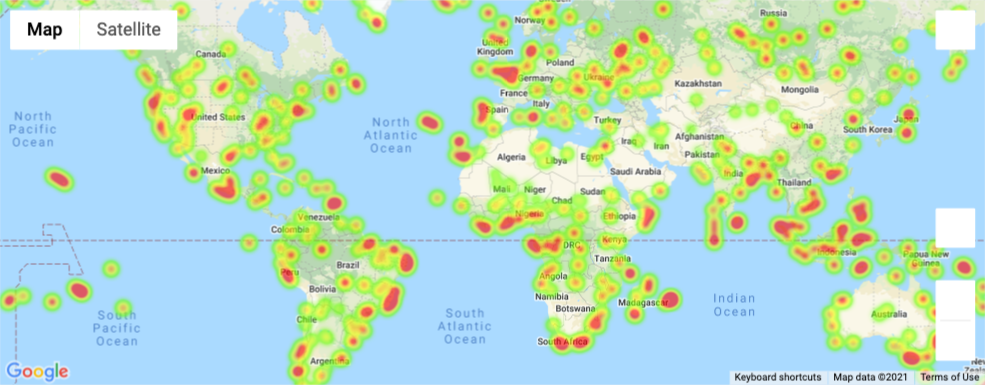 Map Satellite
Norway
Sweden
Russia
Canada
United
Kingdom
Poland
Germany
Ukraine
Kazakhstan
Mongolia
France
Italy
Spain
Turkey
North
Pacific
Ocean
United States
North
Atlantic
Ocean
China
South Korea
Japan
Afghanistan
Iraq
Iran
Pakistan
Algeria
Libya
Egypt
Saudi Arabia
Mexico
India
Thailand
Mali
Niger
Chad
Sudan
Nigeria
Ethiopia
Venezuela
Colombia
DRC
Kenya
Indonesia
Papua New
Guinea
Tanzania
Peru
Brazil
Angola
Bolivia
Namibia
Botswana
Madagascar
Indian
Ocean
South
Pacific
Ocean
South
Atlantic
Ocean
Chile
Australia
South Africa
Argentina
Google
Keyboard shortcuts Map data ©2021 Terms of Use